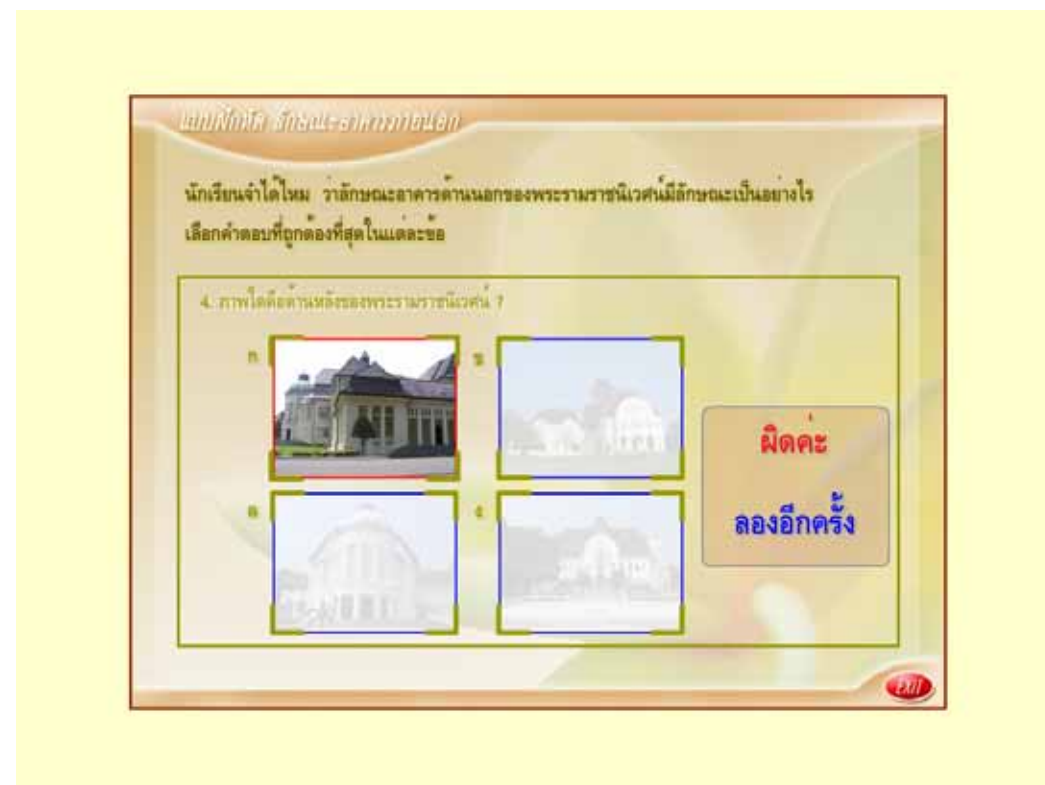 แบบฝึกหัด ลักษณะอาคารภายนอก
นักเรียนจำได้ไหม ว่าลักษณะอาคารด้านนอกของพระรามราชนิเวศน์มีลักษณะเป็นอย่างไร
เลือกคำตอบที่ถูกต้องที่สุดในแต่ละข้อ
4. ภาพใดคือด้านหลังของพระรามราชนิเวศน์ ?
ก
ข
ค
ง
ผิดค่ะ
ลองอีกครั้ง
EXIT